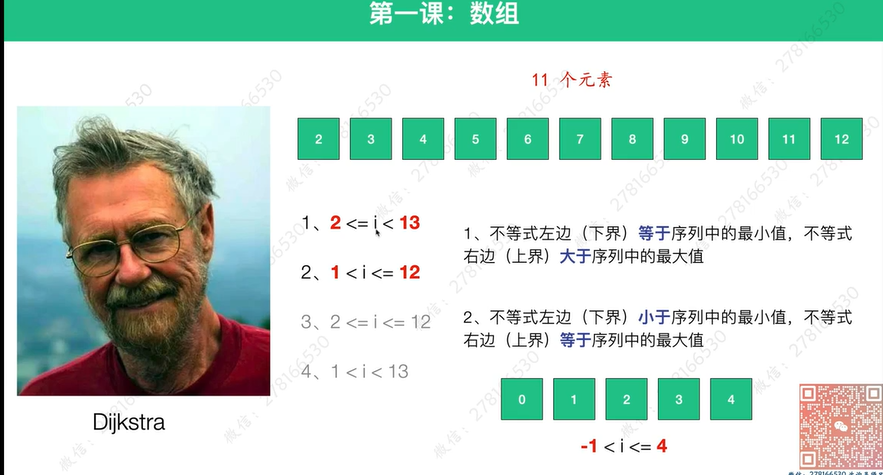 第一课：数组
11 个元素
2 3 4 5 6 7 8 9 10 11 12
1、2 <= i < 13
2、1 < i <= 12
3、2 <= i <= 12
4、1 < i < 13
1、不等式左边（下界）等于序列中的最小值，不等式
右边（上界）大于序列中的最大值
2、不等式左边（下界）小于序列中的最小值，不等式
右边（上界）等于序列中的最大值
0 1 2 3 4
-1 < i <= 4
Dijkstra
微信：278166530